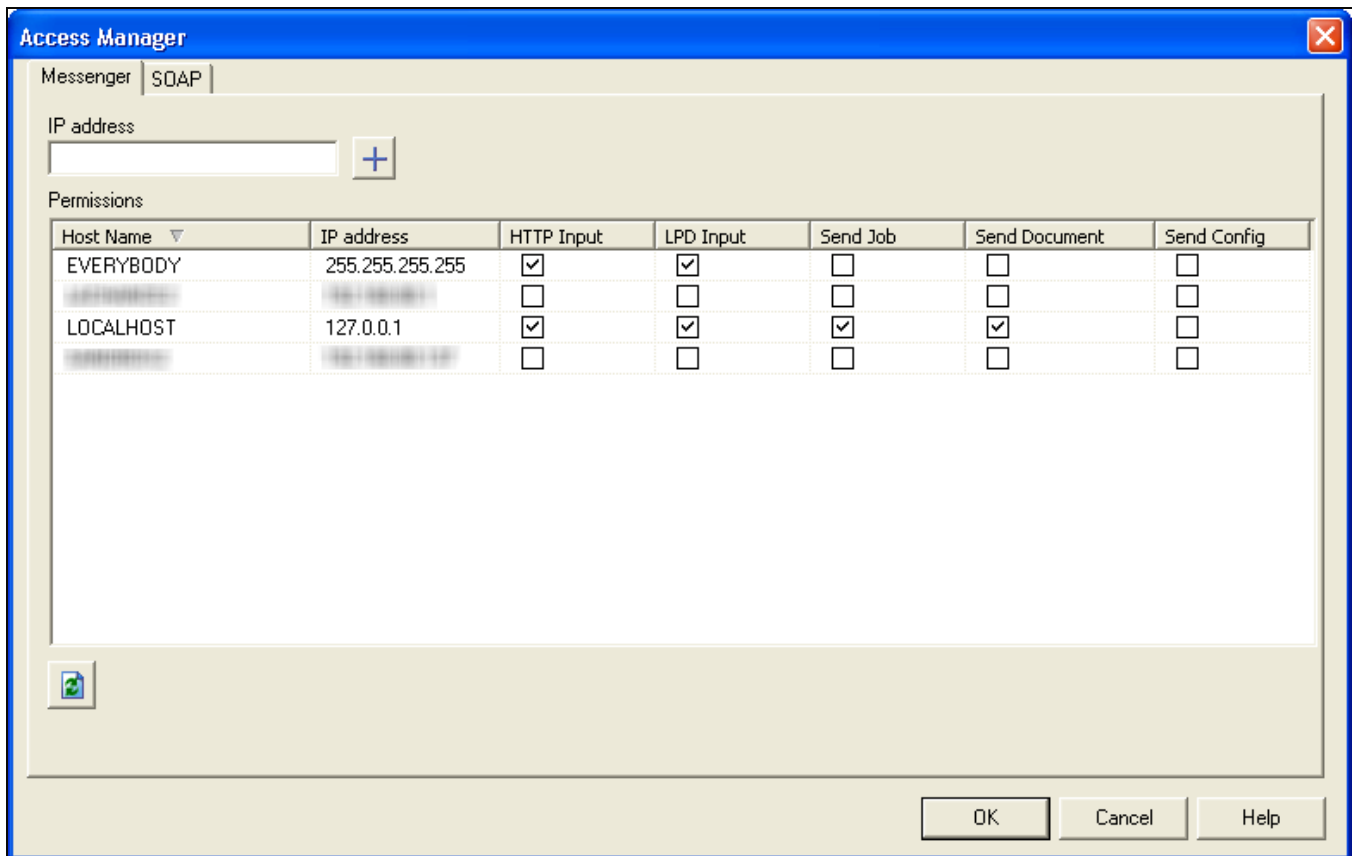 Access Manager
Messenger SOAP
IP address
Permissions
Host Name IP address HTTP Input LPD Input Send Job Send Document Send Config
EVERYBODY 255.255.255.255
LOCALHOST 127.0.0.1
OK Cancel Help